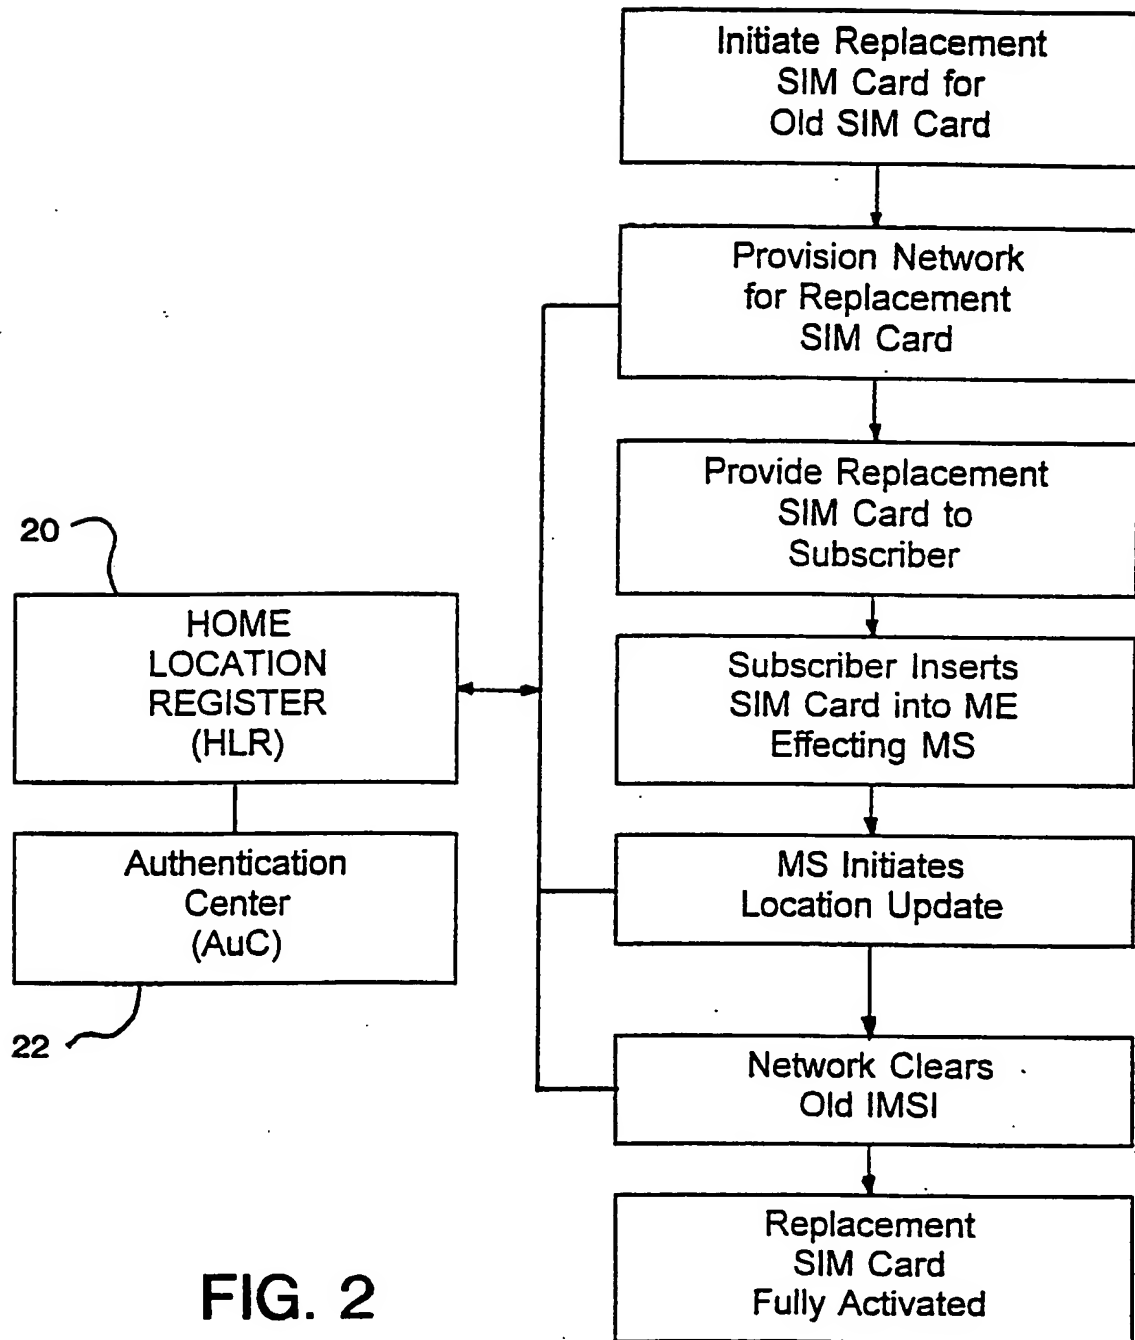 Initiate Replacement
SIM Card for
Old SIM Card
Provision Network
for Replacement
SIM Card
Provide Replacement
SIM Card to
Subscriber
20
HOME
LOCATION
REGISTER
(HLR)
Subscriber Inserts
SIM Card into ME
Effecting MS
Authentication
Center
(AuC)
22
MS Initiates
Location Update
Network Clears
Old IMSI
Replacement
SIM Card
Fully Activated
FIG. 2